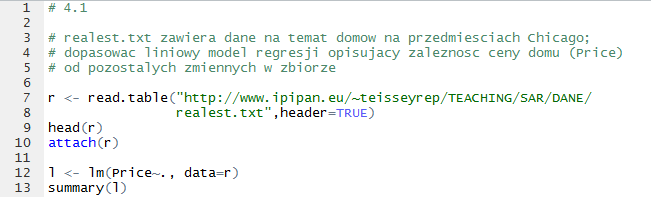 1 # 4.1
2
3 # realest.txt zawiera dane na temat domow na przedmiesciach Chicago;
4 # dopasowac liniowy model regresji opisujacy zaleznosc ceny domu (Price)
5 # od pozostalych zmiennych w zbiorze
6
7 r <- read.table("http://www.ipipan.eu/~teisseyrep/TEACHING/SAR/DANE/
8 realest.txt",header=TRUE)
9 head(r)
10 attach(r)
11
12 l <- lm(Price~., data=r)
13 summary(l)